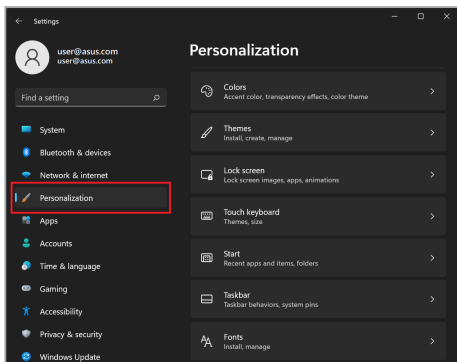 Settings
user@asus.com
user@asus.com
Find a setting
System
Bluetooth & devices
Network & internet
Personalization
Apps
Accounts
Time & language
Gaming
Accessibility
Privacy & security
Windows Update
Personalization
Colors
Accent color, transparency effects, color theme
Themes
Install, create, manage
Lock screen
Lock screen images, apps, animations
Touch keyboard
Themes, size
Start
Recent apps and items, folders
Taskbar
Taskbar behaviors, system pins
Fonts
Install, manage